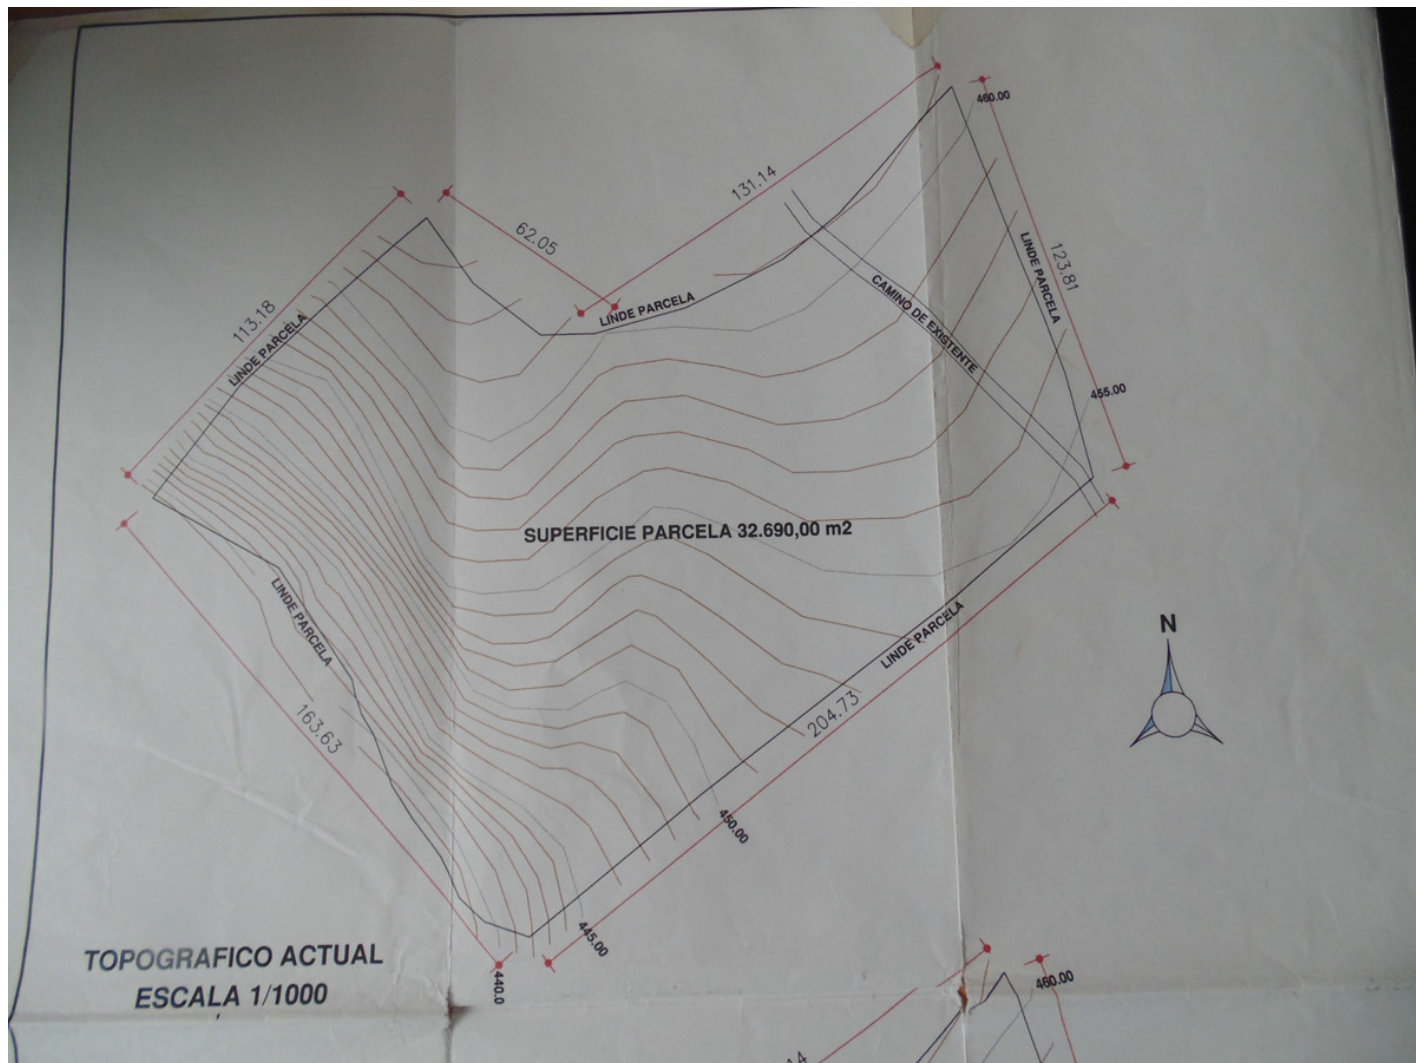 460.00
131.14
62.05
LINDE PARCELA
123.81
CAMINO DE EXISTENTE
LINDE PARCELA
113.18
LINDE PARCELA
455.00
SUPERFICIE PARCELA 32.690,00 m2
LINDE PARCELA
LINDE PARCELA
N
204.73
163.63
450.00
445.00
440.0
TOPOGRAFICO ACTUAL
ESCALA 1/1000
460.00